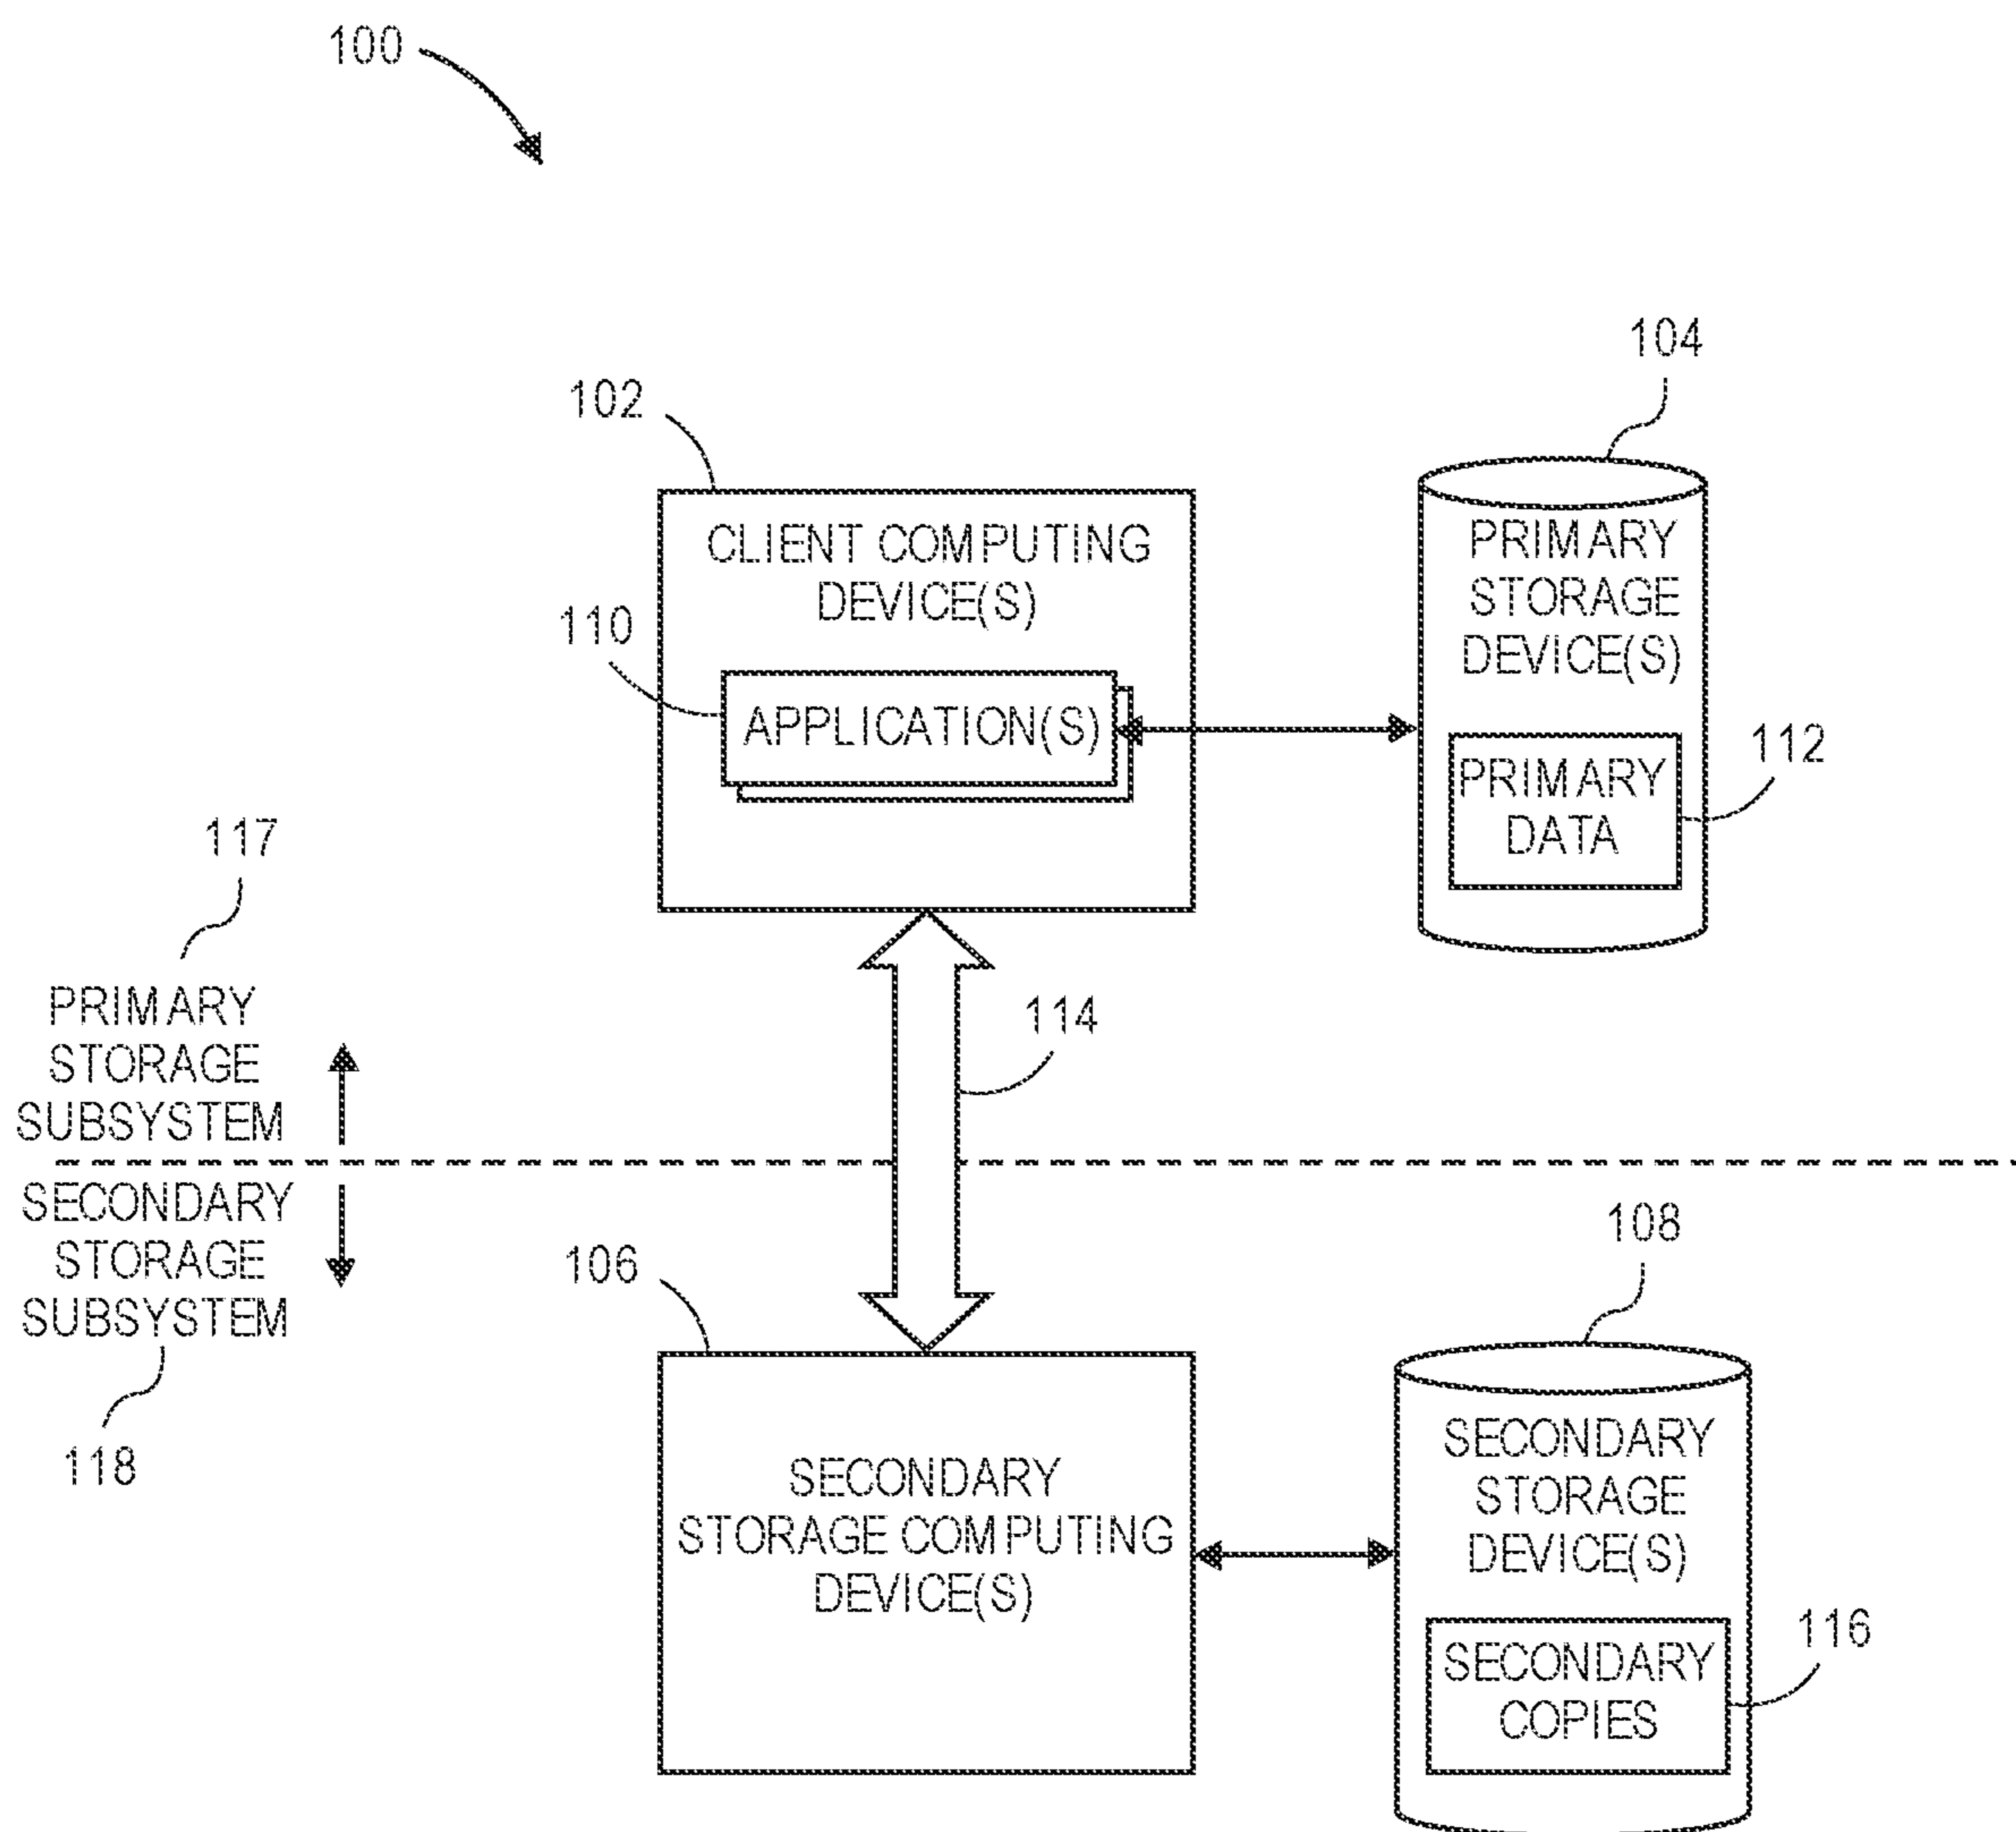 100
104
102
CLIENT COMPUTING
DEVICE(S)
PRIMARY
STORAGE
DEVICE(S)
110
APPLICATION(S)
PRIMARY
DATA
112
117
PRIMARY
STORAGE
SUBSYSTEM
114
SECONDARY
STORAGE
SUBSYSTEM
118
106
108
SECONDARY
STORAGE COMPUTING
DEVICE(S)
SECONDARY
STORAGE
DEVICE(S)
SECONDARY
COPIES
116